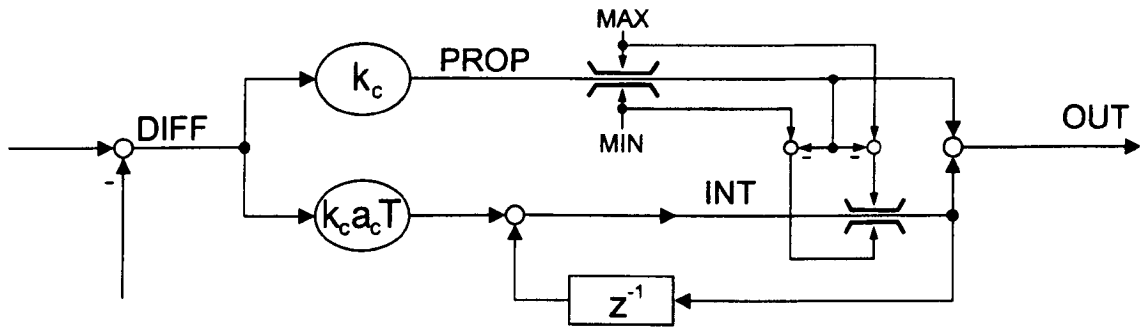 MAX
PROP
k_c
DIFF
-
MIN
- -
OUT
k_c a_c T
INT
z^-1